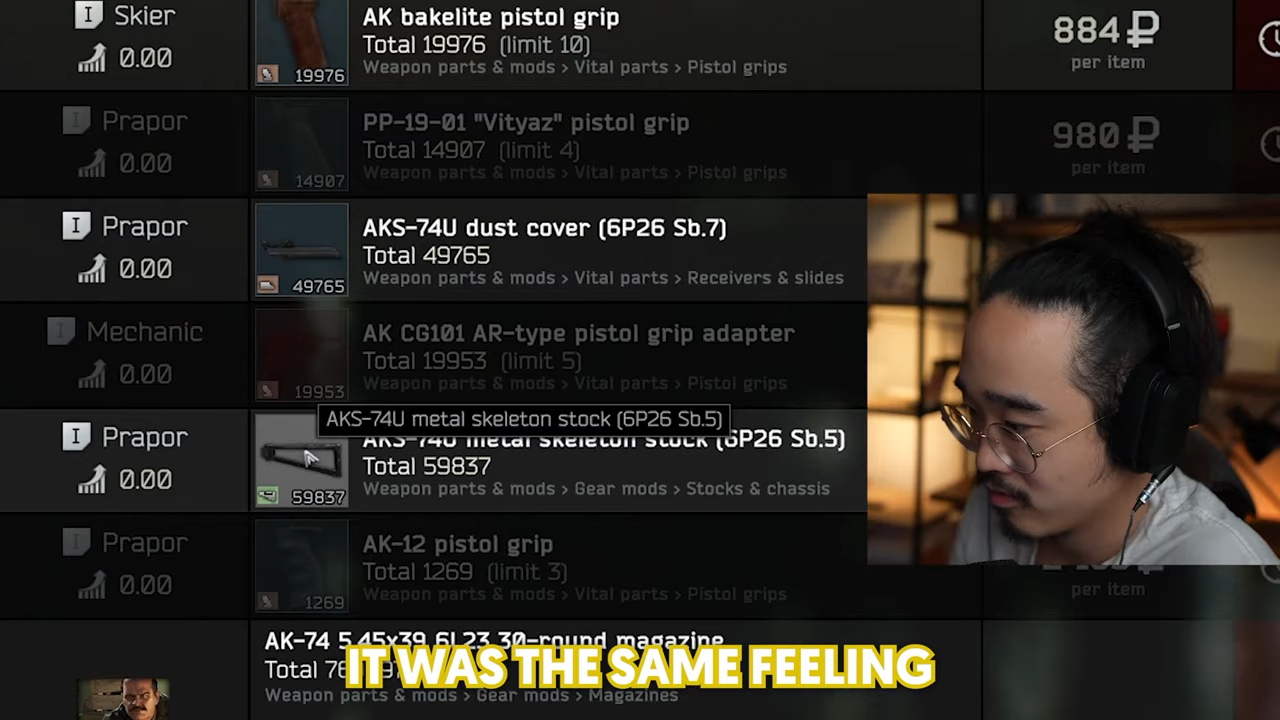 I Skier
0.00
AK bakelite pistol grip
Total 19976 (limit 10)
Weapon parts & mods > Vital parts > Pistol grips
19976
884 ₽
per item
I Prapor
0.00
PP-19-01 "Vityaz" pistol grip
Total 14907 (limit 4)
Weapon parts & mods > Vital parts > Pistol grips
14907
980 ₽
per item
I Prapor
0.00
AKS-74U dust cover (6P26 Sb.7)
Total 49765
Weapon parts & mods > Vital parts > Receivers & slides
49765
I Mechanic
0.00
AK CG101 AR-type pistol grip adapter
Total 19953 (limit 5)
Weapon parts & mods > Vital parts > Pistol grips
19953
AKS-74U metal skeleton stock (6P26 Sb.5)
I Prapor
0.00
AKS-74U metal skeleton stock (6P26 Sb.5)
Total 59837
Weapon parts & mods > Gear mods > Stocks & chassis
59837
I Prapor
0.00
AK-12 pistol grip
Total 1269 (limit 3)
Weapon parts & mods > Vital parts > Pistol grips
1269
per item
AK-74 5.45x39 6L23 30-round magazine
Total
Weapon parts & mods > Gear mods > Magazines
IT WAS THE SAME FEELING